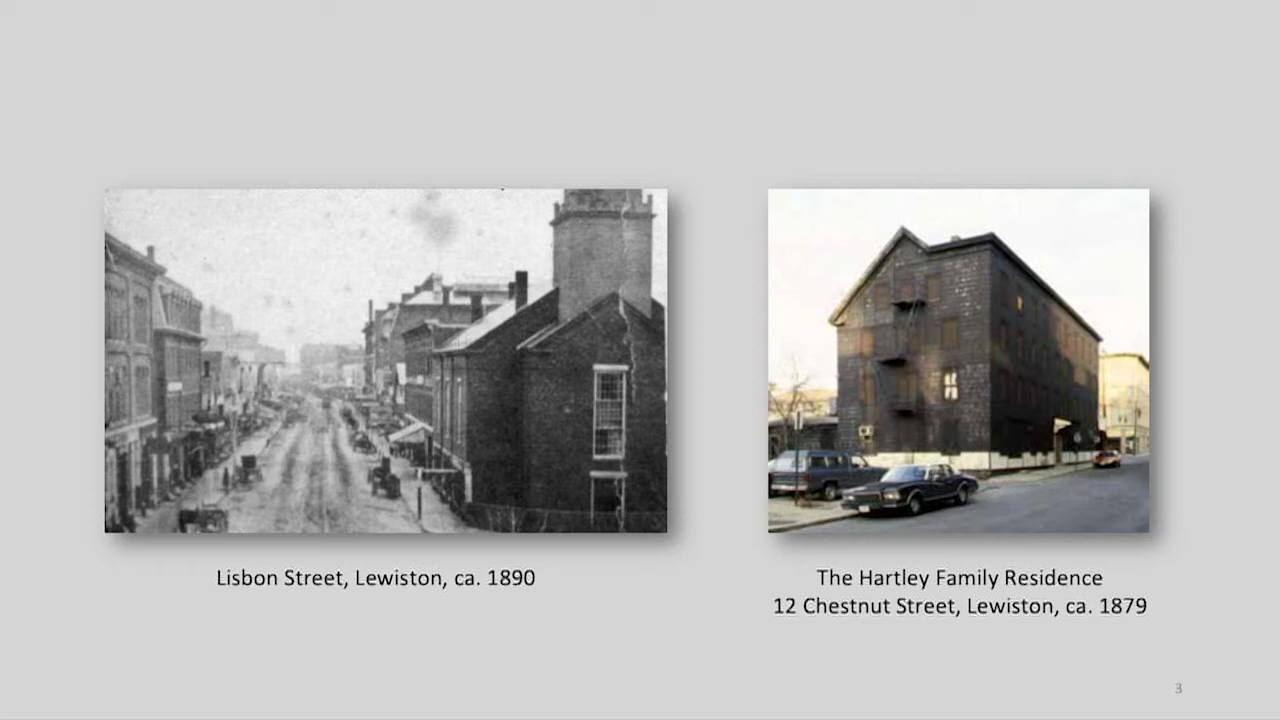 Lisbon Street, Lewiston, ca. 1890
The Hartley Family Residence
12 Chestnut Street, Lewiston, ca. 1879
3